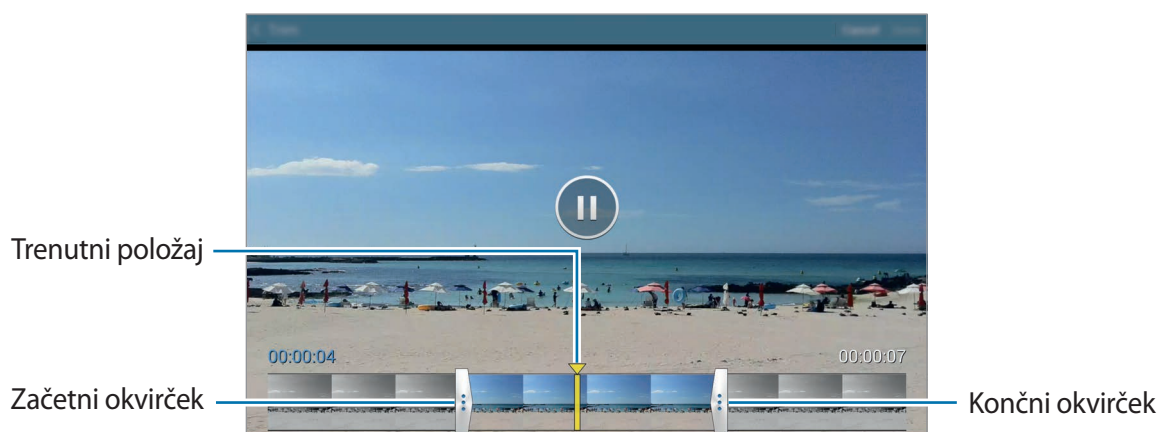 Trenutni položaj
00:00:04
00:00:07
Začetni okvirček
Končni okvirček